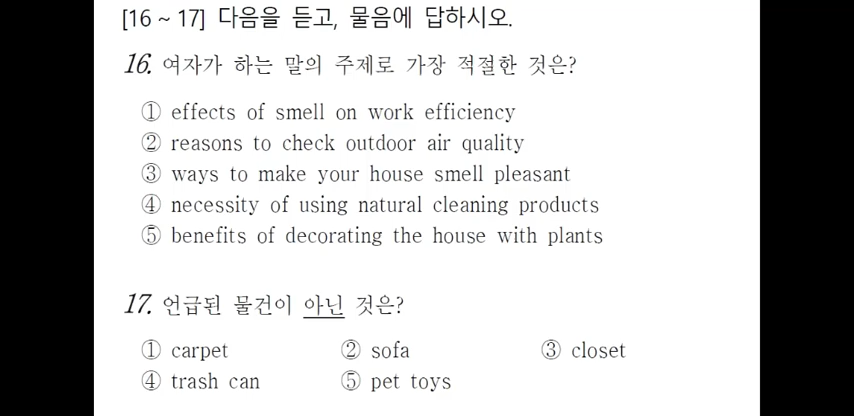 [16 ~ 17] 다음을 듣고, 물음에 답하시오.
16. 여자가 하는 말의 주제로 가장 적절한 것은?
① effects of smell on work efficiency
② reasons to check outdoor air quality
③ ways to make your house smell pleasant
④ necessity of using natural cleaning products
⑤ benefits of decorating the house with plants
17. 언급된 물건이 아닌 것은?
① carpet ② sofa ③ closet
④ trash can ⑤ pet toys